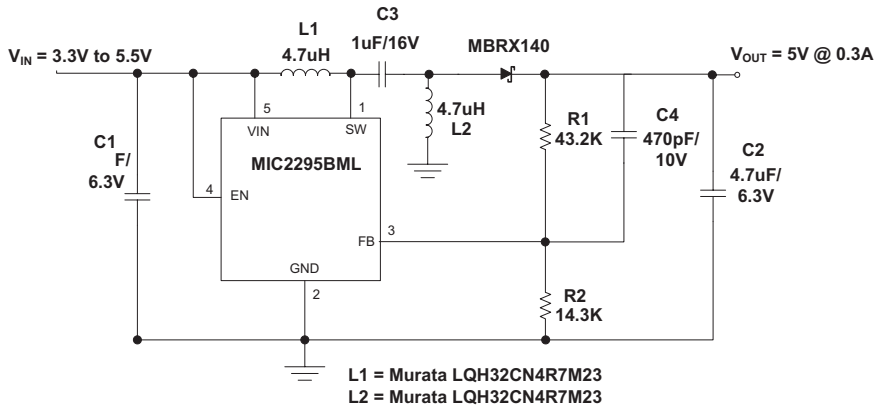 L1
4.7uH
C3
1uF/16V
MBRX140
V_IN = 3.3V to 5.5V
V_OUT = 5V @ 0.3A
4.7uH
L2
5
VIN
1
SW
MIC2295BML
4
EN
3
FB
GND
2
C1
F/
6.3V
R1
43.2K
C4
470pF/
10V
C2
4.7uF/
6.3V
R2
14.3K
L1 = Murata LQH32CN4R7M23
L2 = Murata LQH32CN4R7M23